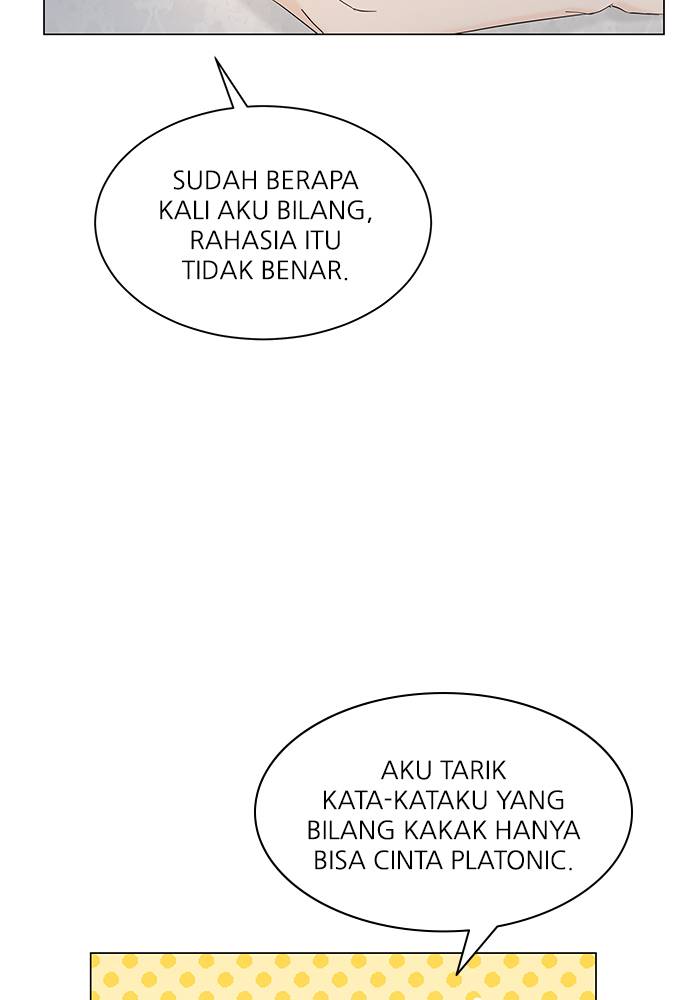 SUDAH BERAPA
KALI AKU BILANG,
RAHASIA ITU
TIDAK BENAR.
AKU TARIK
KATA-KATAKU YANG
BILANG KAKAK HANYA
BISA CINTA PLATONIC.